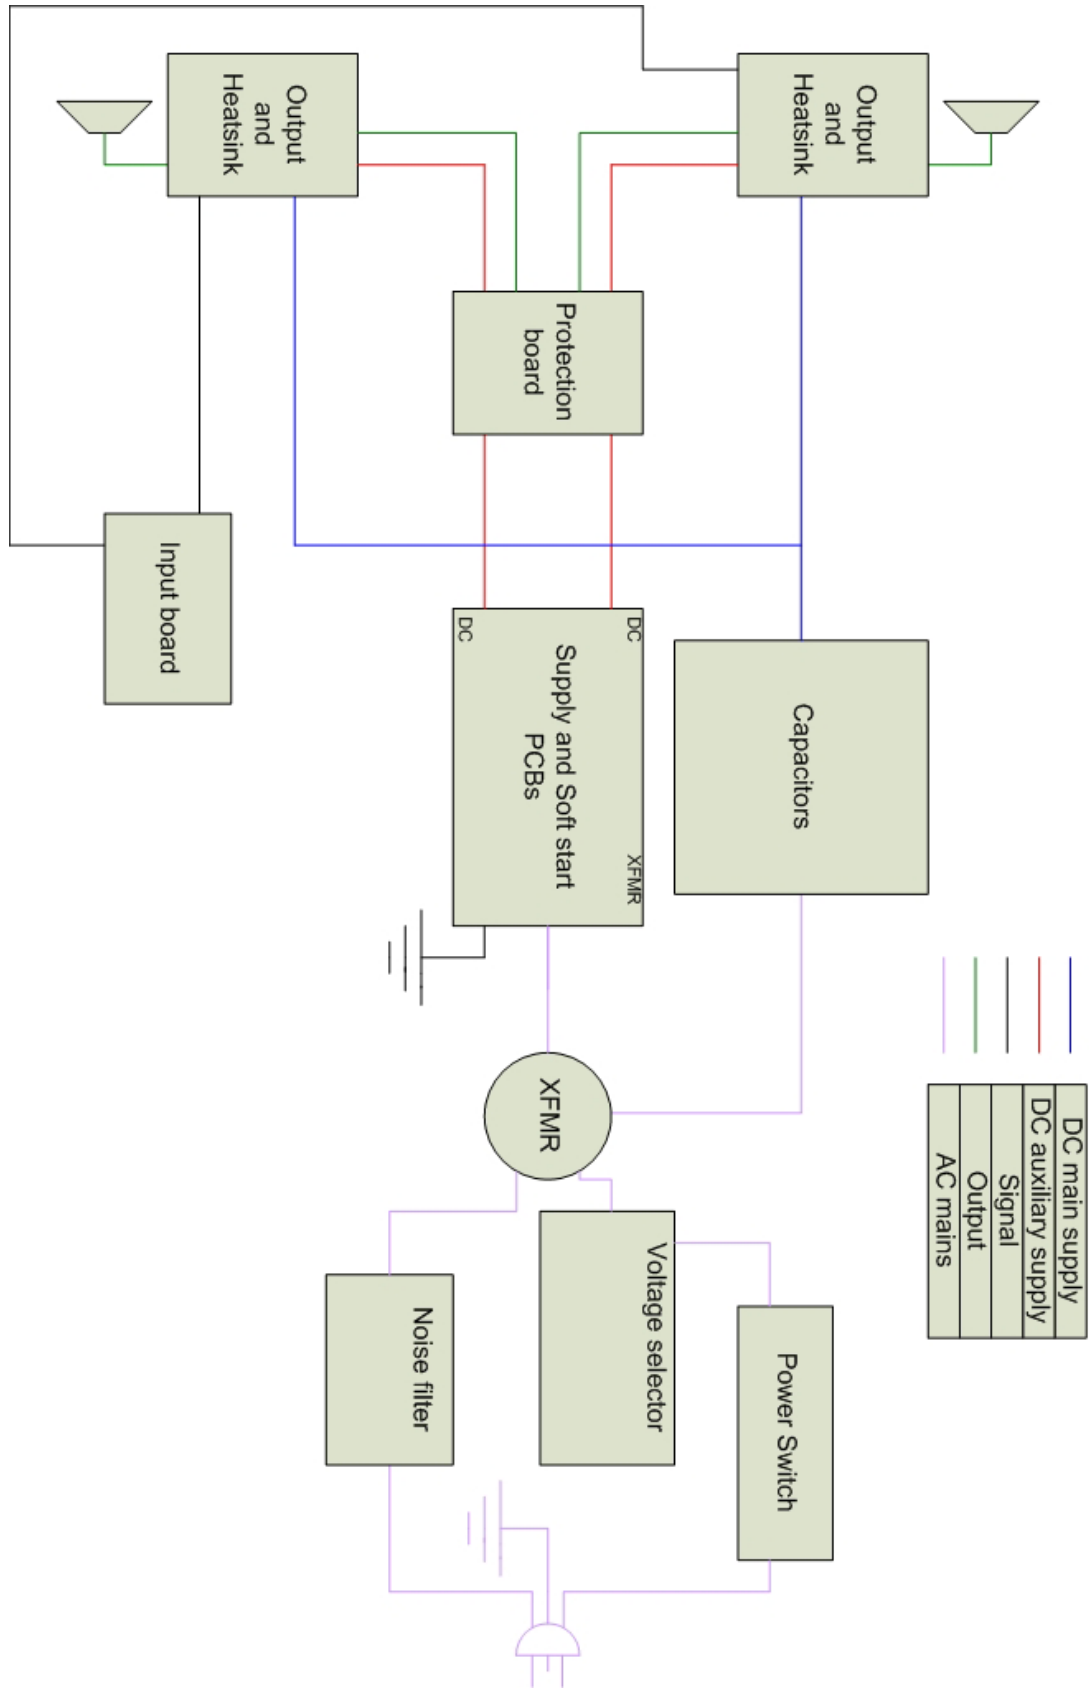 Output
and
Heatsink
Output
and
Heatsink
Protection
board
Input board
DC
DC
Supply and Soft start
PCBs
XFMR
Capacitors
XFMR
DC main supply
DC auxiliary supply
Signal
Output
AC mains
Voltage selector
Noise filter
Power Switch